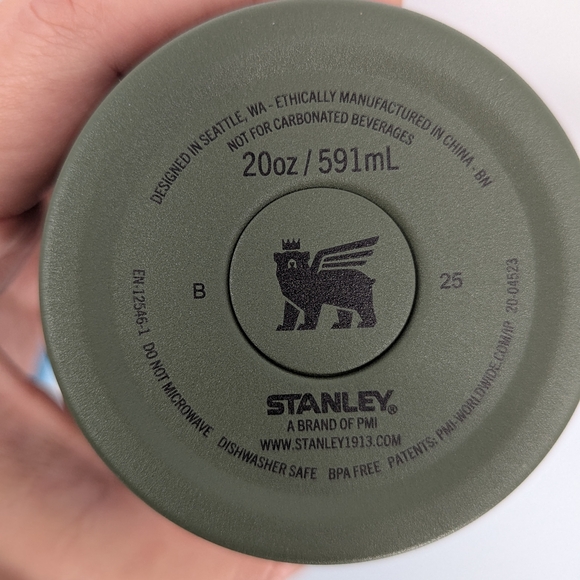 DESIGNED IN SEATTLE, WA - ETHICALLY MANUFACTURED IN CHINA - BN
NOT FOR CARBONATED BEVERAGES
20oz / 591mL
B
25
STANLEY®
A BRAND OF PMI
WWW.STANLEY1913.COM
EN-12546-1 DO NOT MICROWAVE DISHWASHER SAFE BPA FREE PATENTS: PMI-WORLDWIDE.COM/IP 20-04523